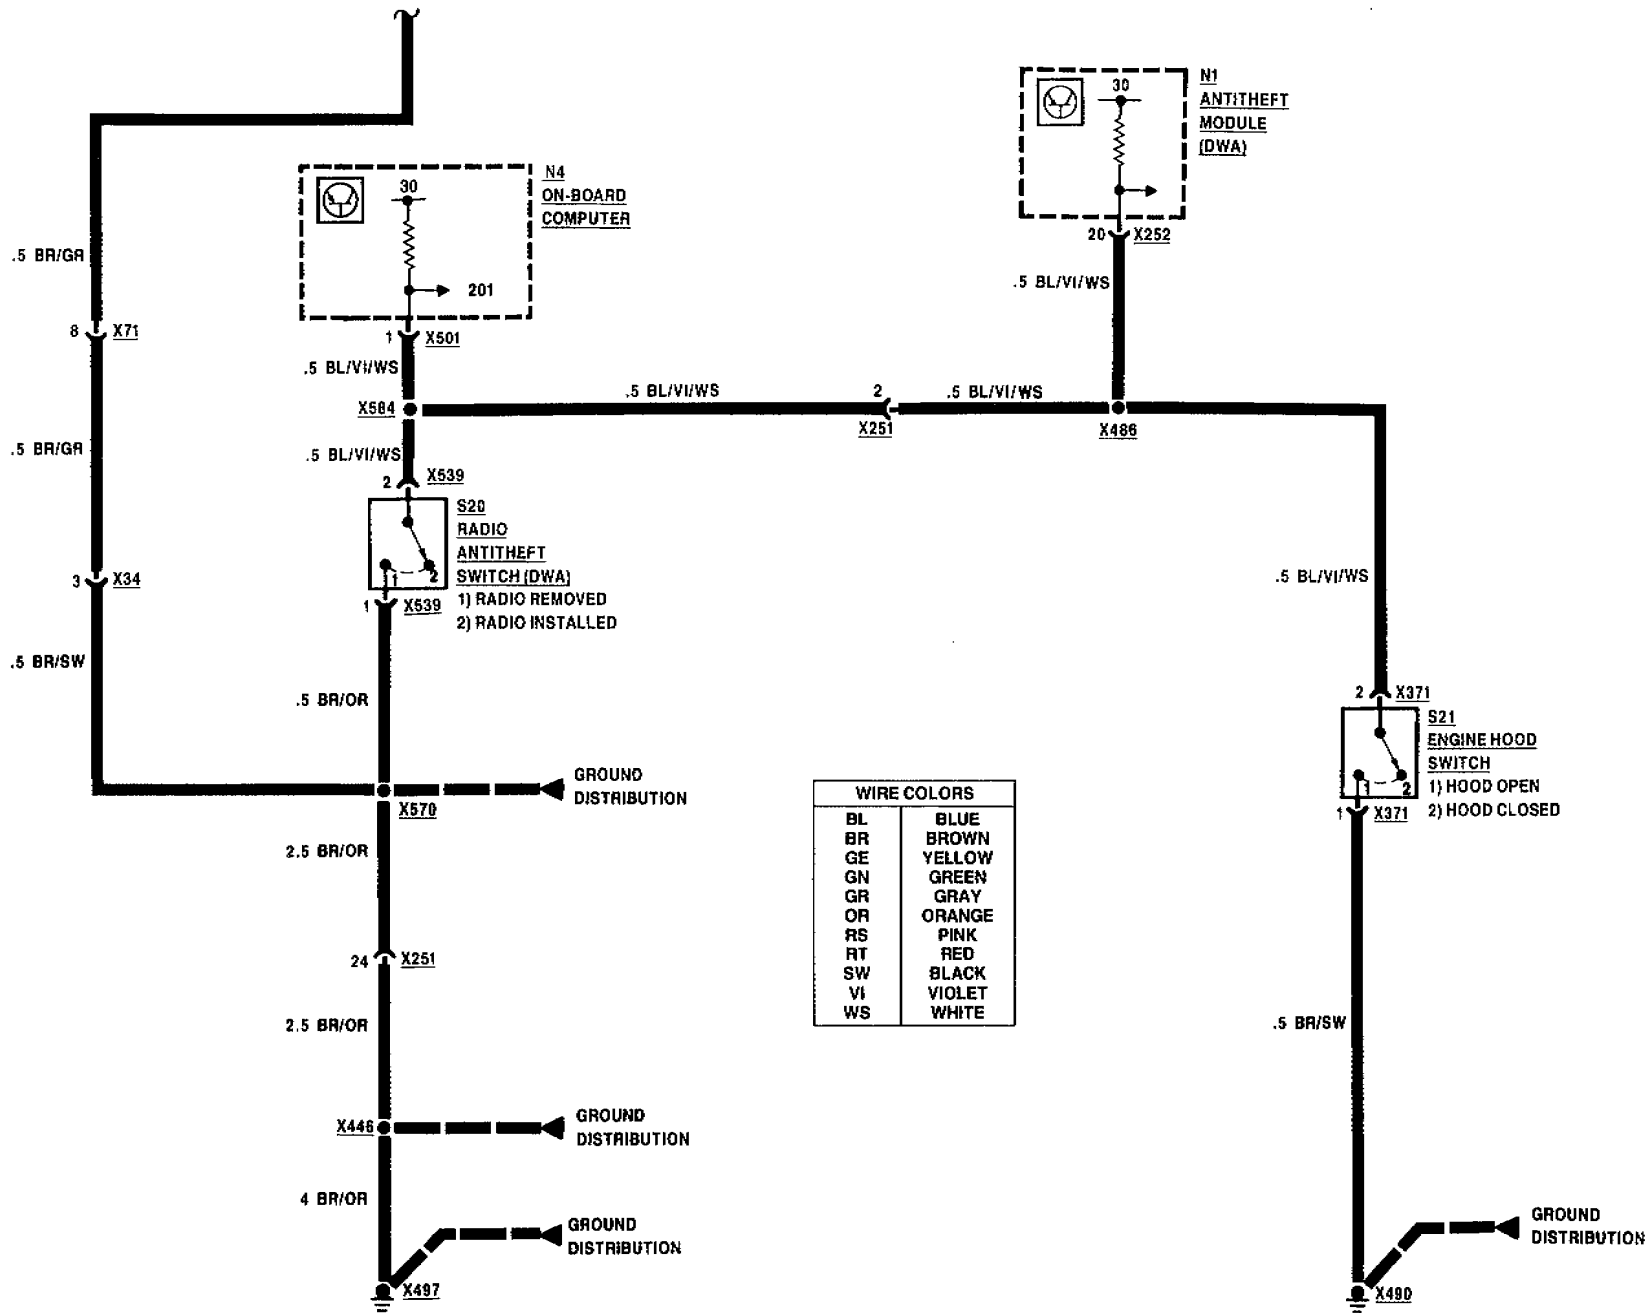 N1
ANTITHEFT
MODULE
(DWA)
30
20 X252
.5 BL/VI/WS
N4
ON-BOARD
COMPUTER
30
201
1 X501
.5 BL/VI/WS
.5 BR/GR
8 X71
X584
.5 BL/VI/WS
2
X251
.5 BL/VI/WS
X486
.5 BR/GR
.5 BL/VI/WS
2 X539
S20
RADIO
ANTITHEFT
SWITCH (DWA)
1) RADIO REMOVED
2) RADIO INSTALLED
1 2
1 X539
3 X34
.5 BL/VI/WS
.5 BR/SW
.5 BR/OR
2 X371
S21
ENGINE HOOD
SWITCH
1) HOOD OPEN
2) HOOD CLOSED
1 2
1 X371
GROUND
DISTRIBUTION
X570
2.5 BR/OR
WIRE COLORS
BL BLUE
BR BROWN
GE YELLOW
GN GREEN
GR GRAY
OR ORANGE
RS PINK
RT RED
SW BLACK
VI VIOLET
WS WHITE
24 X251
2.5 BR/OR
.5 BR/SW
X446
GROUND
DISTRIBUTION
4 BR/OR
GROUND
DISTRIBUTION
X497
GROUND
DISTRIBUTION
X490